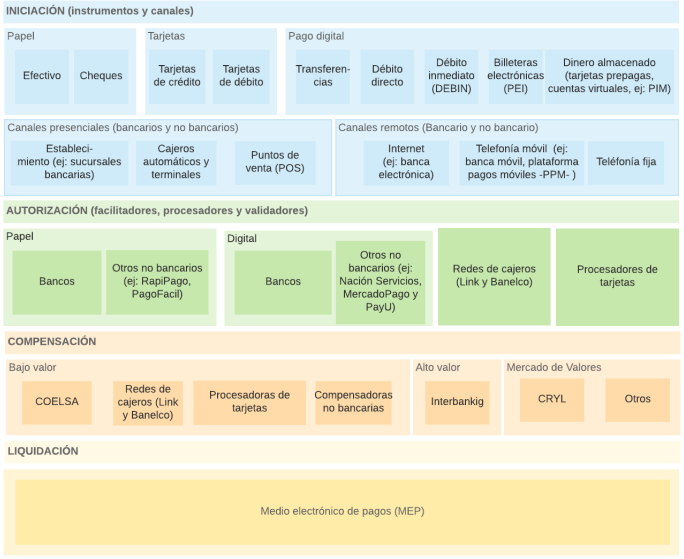 INICIACIÓN (instrumentos y canales)
Papel
Efectivo
Cheques
Tarjetas
Tarjetas
de crédito
Tarjetas
de débito
Pago digital
Transferen-
cias
Débito
directo
Débito
inmediato
(DEBIN)
Billeteras
electrónicas
(PEI)
Dinero almacenado
(tarjetas prepagas,
cuentas virtuales, ej: PIM)
Canales presenciales (bancarios y no bancarios)
Estableci-
miento (ej: sucursales
bancarias)
Cajeros
automáticos y
terminales
Puntos de
venta (POS)
Canales remotos (Bancario y no bancario)
Internet
(ej: banca
electrónica)
Telefonía móvil (ej:
banca móvil, plataforma
pagos móviles -PPM- )
Teléfonía fija
AUTORIZACIÓN (facilitadores, procesadores y validadores)
Papel
Bancos
Otros no bancarios
(ej: RapiPago,
PagoFacil)
Digital
Bancos
Otros no
bancarios (ej:
Nación Servicios,
MercadoPago y
PayU)
Redes de cajeros
(Link y Banelco)
Procesadores de
tarjetas
COMPENSACIÓN
Bajo valor
COELSA
Redes de
cajeros (Link
y Banelco)
Procesadoras de
tarjetas
Compensadoras
no bancarias
Alto valor
Interbankig
Mercado de Valores
CRYL
Otros
LIQUIDACIÓN
Medio electrónico de pagos (MEP)